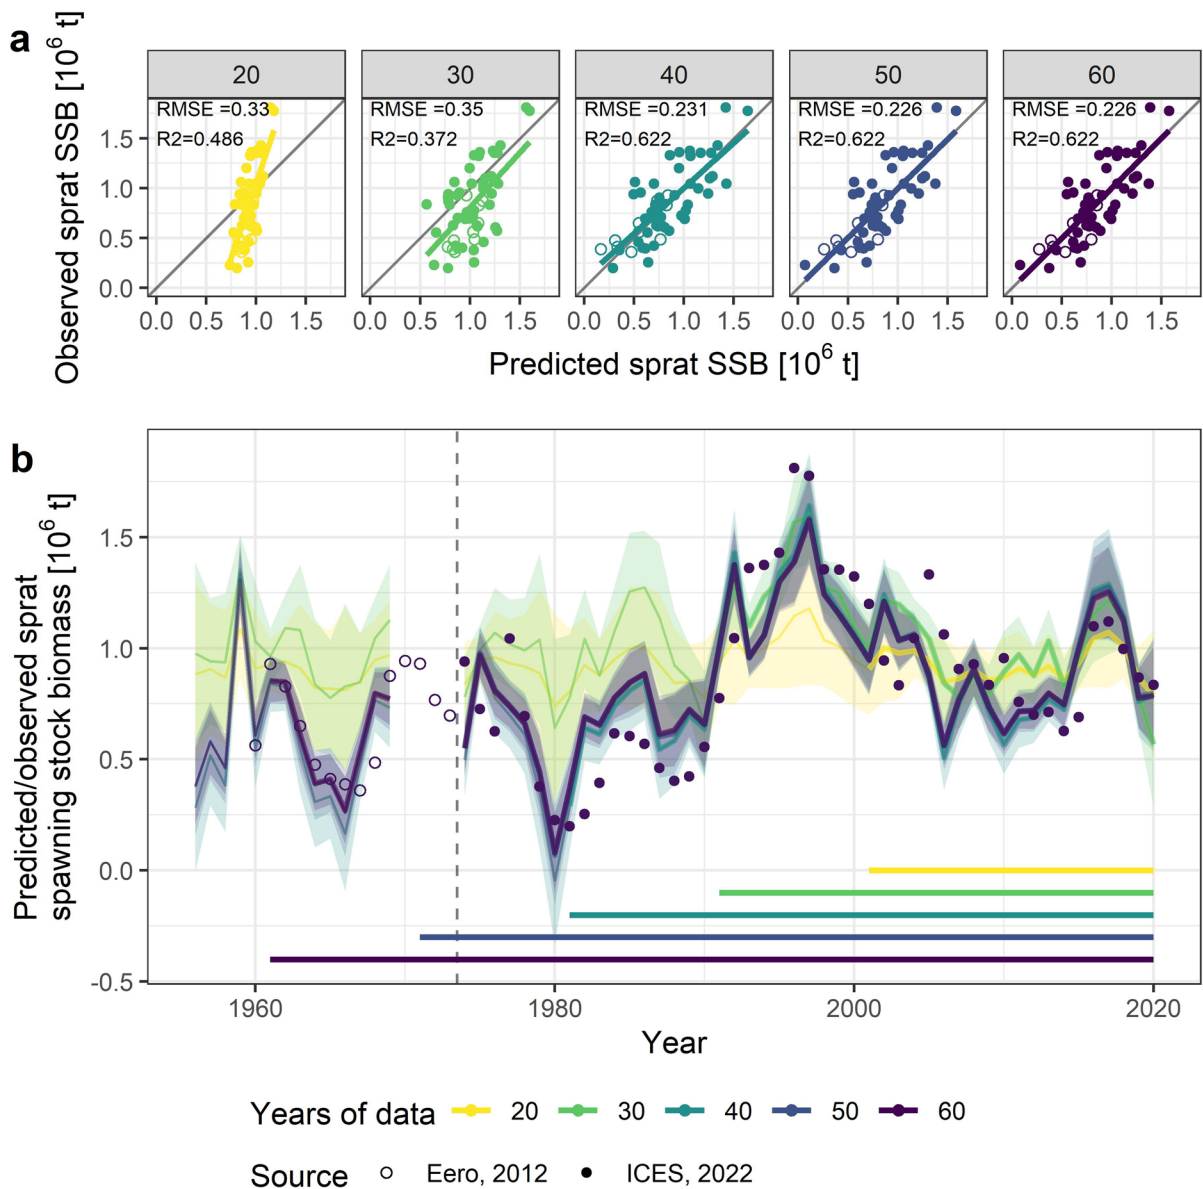 a
Observed sprat SSB [10⁶ t]
20 30 40 50 60
RMSE =0.33 RMSE =0.35 RMSE =0.231 RMSE =0.226 RMSE =0.226
R2=0.486 R2=0.372 R2=0.622 R2=0.622 R2=0.622
1.5
1.0
0.5
0.0
0.0 0.5 1.0 1.5 0.0 0.5 1.0 1.5 0.0 0.5 1.0 1.5 0.0 0.5 1.0 1.5 0.0 0.5 1.0 1.5
Predicted sprat SSB [10⁶ t]
b
Predicted/observed sprat
spawning stock biomass [10⁶ t]
1.5
1.0
0.5
0.0
-0.5
1960 1980 2000 2020
Year
Years of data 20 30 40 50 60
Source Eero, 2012 ICES, 2022